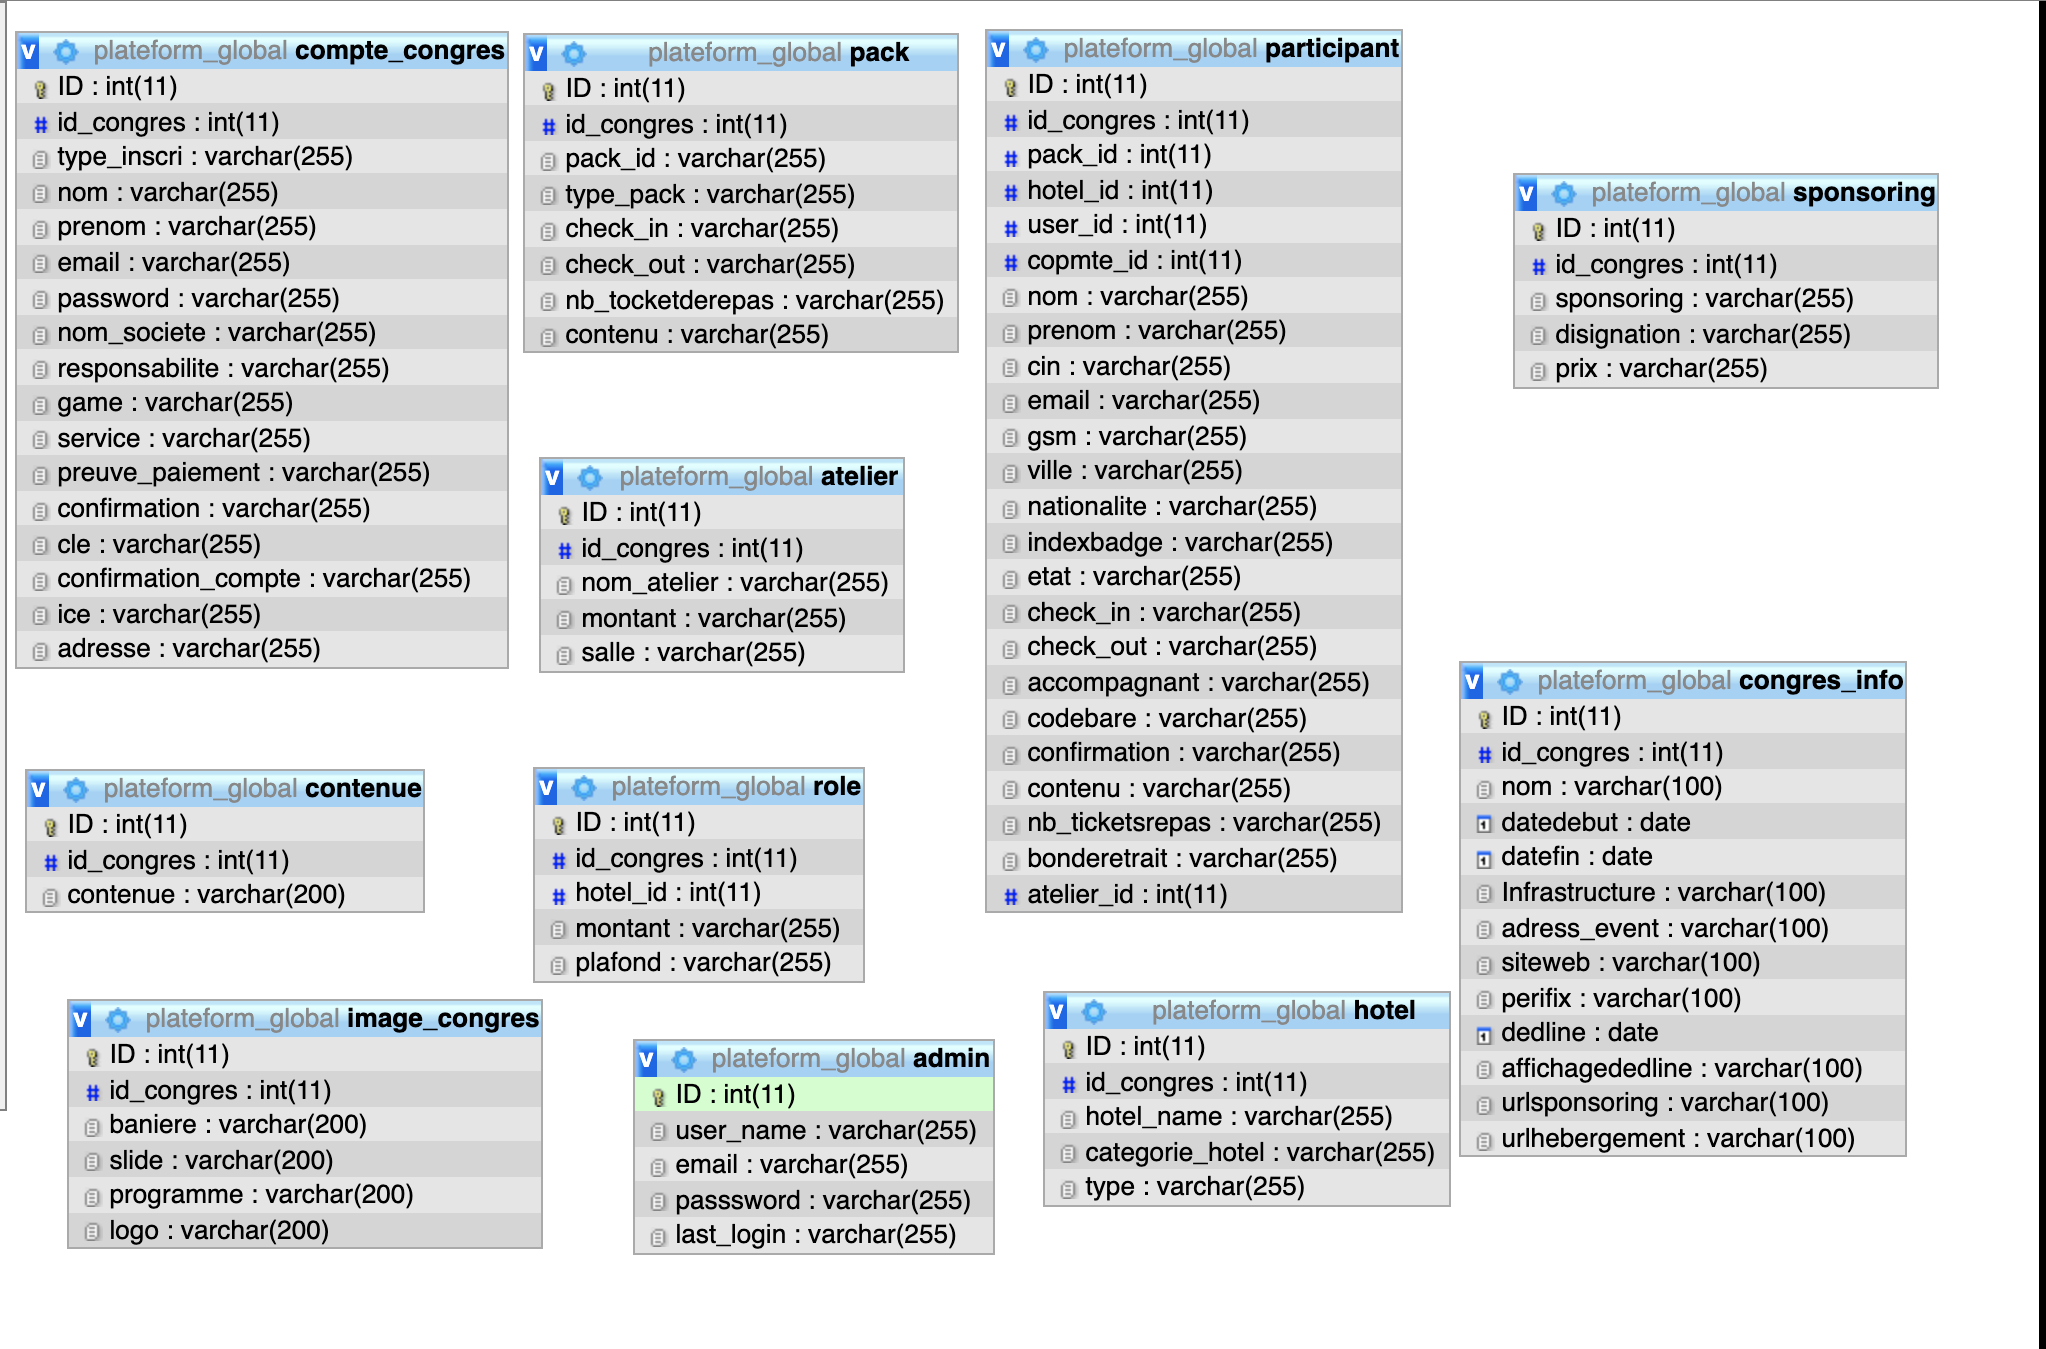 v plateform_global compte_congres
ID : int(11)
# id_congres : int(11)
type_inscri : varchar(255)
nom : varchar(255)
prenom : varchar(255)
email : varchar(255)
password : varchar(255)
nom_societe : varchar(255)
responsabilite : varchar(255)
game : varchar(255)
service : varchar(255)
preuve_paiement : varchar(255)
confirmation : varchar(255)
cle : varchar(255)
confirmation_compte : varchar(255)
ice : varchar(255)
adresse : varchar(255)
v plateform_global pack
ID : int(11)
# id_congres : int(11)
pack_id : varchar(255)
type_pack : varchar(255)
check_in : varchar(255)
check_out : varchar(255)
nb_tocketderepas : varchar(255)
contenu : varchar(255)
v plateform_global participant
ID : int(11)
# id_congres : int(11)
# pack_id : int(11)
# hotel_id : int(11)
# user_id : int(11)
# copmte_id : int(11)
nom : varchar(255)
prenom : varchar(255)
cin : varchar(255)
email : varchar(255)
gsm : varchar(255)
ville : varchar(255)
nationalite : varchar(255)
indexbadge : varchar(255)
etat : varchar(255)
check_in : varchar(255)
check_out : varchar(255)
accompagnant : varchar(255)
codebare : varchar(255)
confirmation : varchar(255)
contenu : varchar(255)
nb_ticketsrepas : varchar(255)
bonderetrait : varchar(255)
# atelier_id : int(11)
v plateform_global sponsoring
ID : int(11)
# id_congres : int(11)
sponsoring : varchar(255)
disignation : varchar(255)
prix : varchar(255)
v plateform_global atelier
ID : int(11)
# id_congres : int(11)
nom_atelier : varchar(255)
montant : varchar(255)
salle : varchar(255)
v plateform_global congres_info
ID : int(11)
# id_congres : int(11)
nom : varchar(100)
datedebut : date
datefin : date
Infrastructure : varchar(100)
adress_event : varchar(100)
siteweb : varchar(100)
perifix : varchar(100)
dedline : date
affichagededline : varchar(100)
urlsponsoring : varchar(100)
urlhebergement : varchar(100)
v plateform_global contenue
ID : int(11)
# id_congres : int(11)
contenue : varchar(200)
v plateform_global role
ID : int(11)
# id_congres : int(11)
# hotel_id : int(11)
montant : varchar(255)
plafond : varchar(255)
v plateform_global image_congres
ID : int(11)
# id_congres : int(11)
baniere : varchar(200)
slide : varchar(200)
programme : varchar(200)
logo : varchar(200)
v plateform_global admin
ID : int(11)
user_name : varchar(255)
email : varchar(255)
passsword : varchar(255)
last_login : varchar(255)
v plateform_global hotel
ID : int(11)
# id_congres : int(11)
hotel_name : varchar(255)
categorie_hotel : varchar(255)
type : varchar(255)